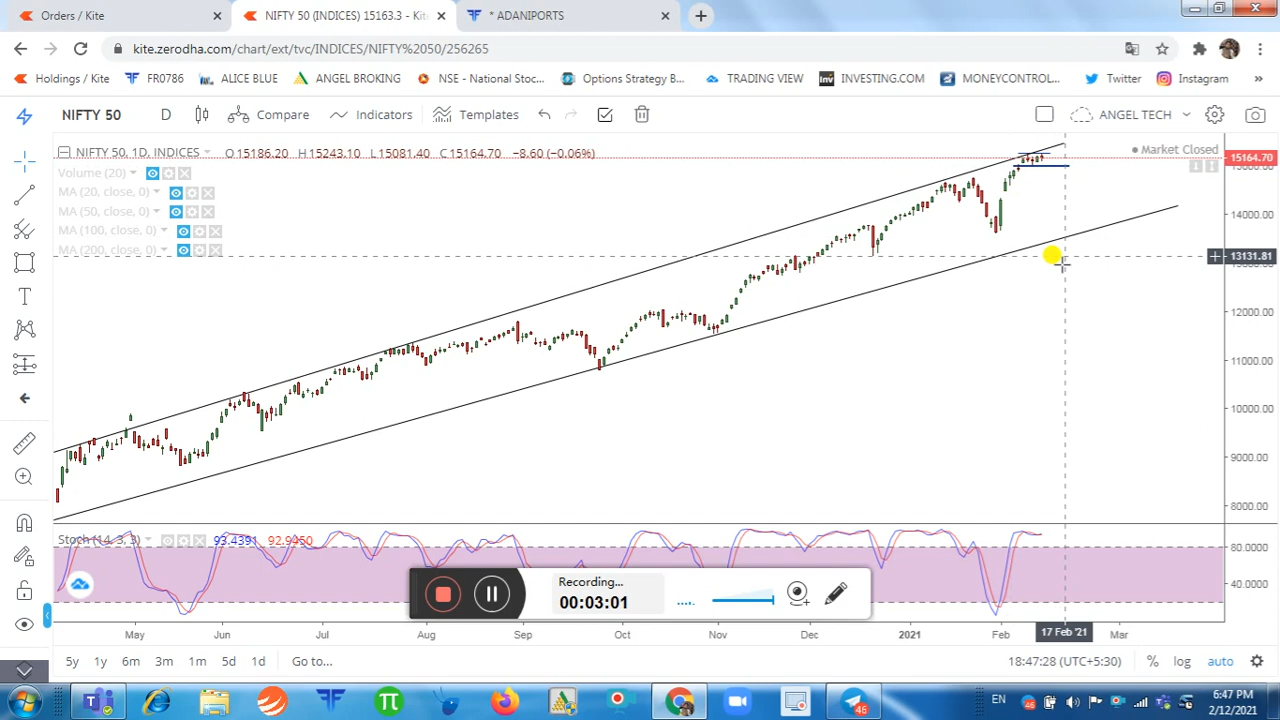 Orders / Kite
NIFTY 50 (INDICES) 15163.3 - Kit
* ADANIPORTS
kite.zerodha.com/chart/ext/tvc/INDICES/NIFTY%2050/256265
Holdings / Kite FR0786 ALICE BLUE ANGEL BROKING NSE - National Stoc... Options Strategy B... TRADING VIEW INVESTING.COM MONEYCONTROL... Twitter Instagram »
NIFTY 50 D Compare Indicators Templates ANGEL TECH
NIFTY 50, 1D, INDICES O 15186.20 H 15243.10 L 15081.40 C 15164.70 −8.60 (−0.06%)
Market Closed
15164.70
Volume (20)
MA (20, close, 0)
MA (50, close, 0)
MA (100, close, 0)
MA (200, close, 0)
14000.00
13131.81
12000.00
11000.00
10000.00
9000.00
8000.00
Stoch (14, 3, 3) 93.4391 92.9450
80.0000
40.0000
Recording...
00:03:01
May Jun Jul Aug Sep Oct Nov Dec 2021 Feb 17 Feb '21 Mar
5y 1y 6m 3m 1m 5d 1d Go to... 18:47:28 (UTC+5:30) % log auto
EN 46 6:47 PM
2/12/2021
46